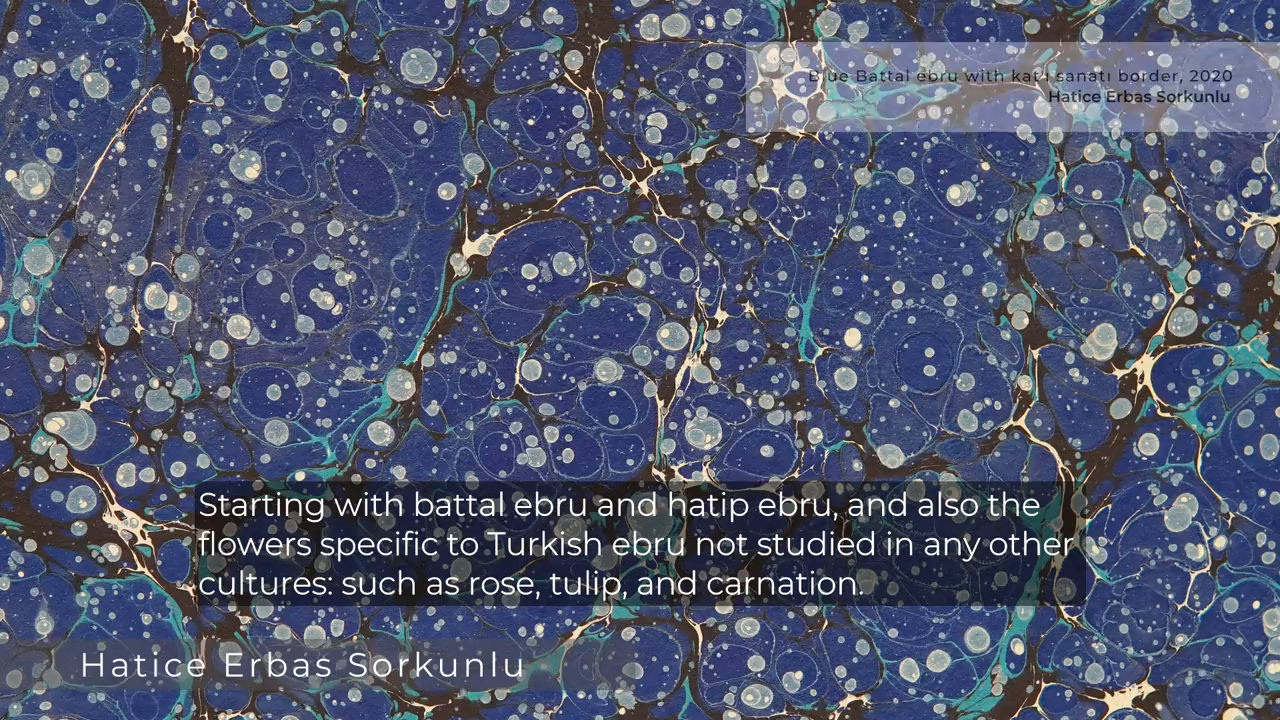 Blue Battal ebru with kat'ı sanatı border, 2020
Hatice Erbas Sorkunlu
Starting with battal ebru and hatip ebru, and also the
flowers specific to Turkish ebru not studied in any other
cultures: such as rose, tulip, and carnation.
Hatice Erbas Sorkunlu